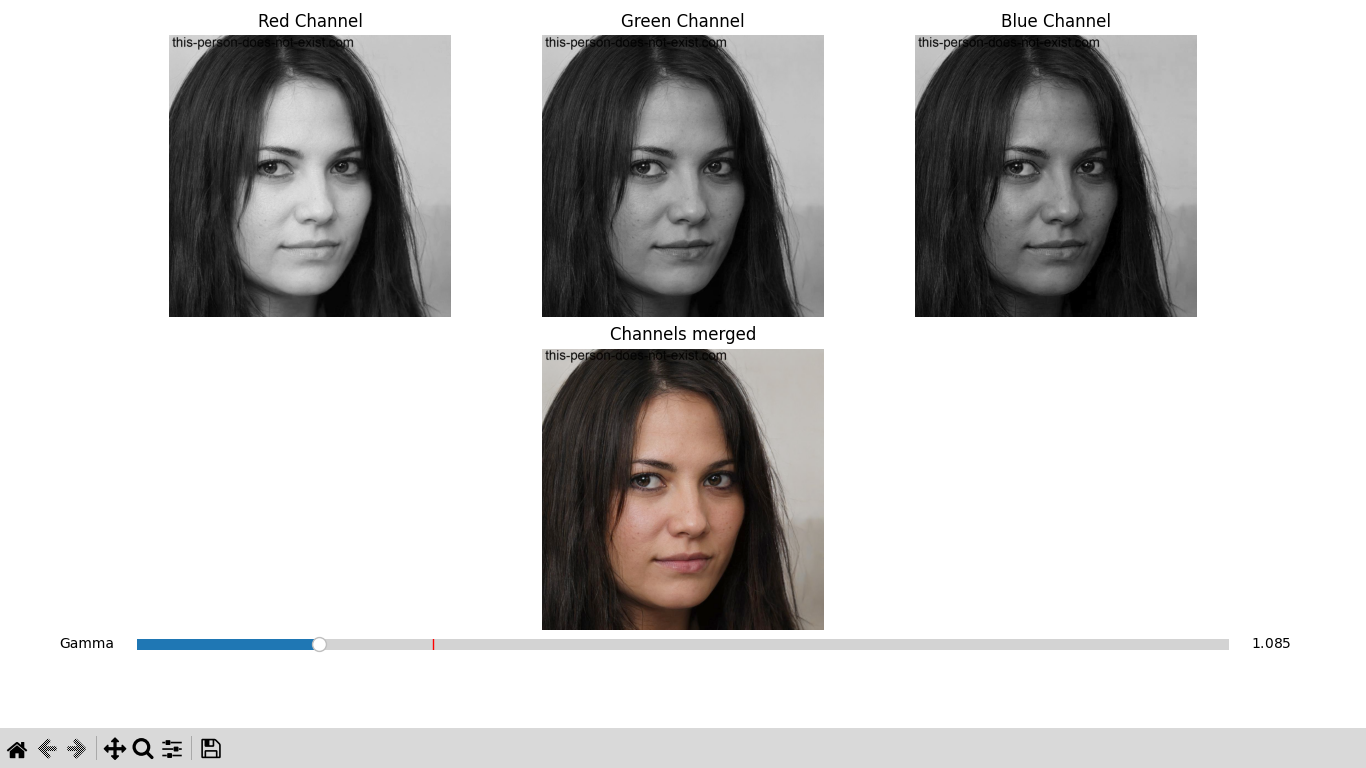 Red Channel
Green Channel
Blue Channel
this-person-does-not-exist.com
this-person-does-not-exist.com
this-person-does-not-exist.com
Channels merged
this-person-does-not-exist.com
Gamma
1.085